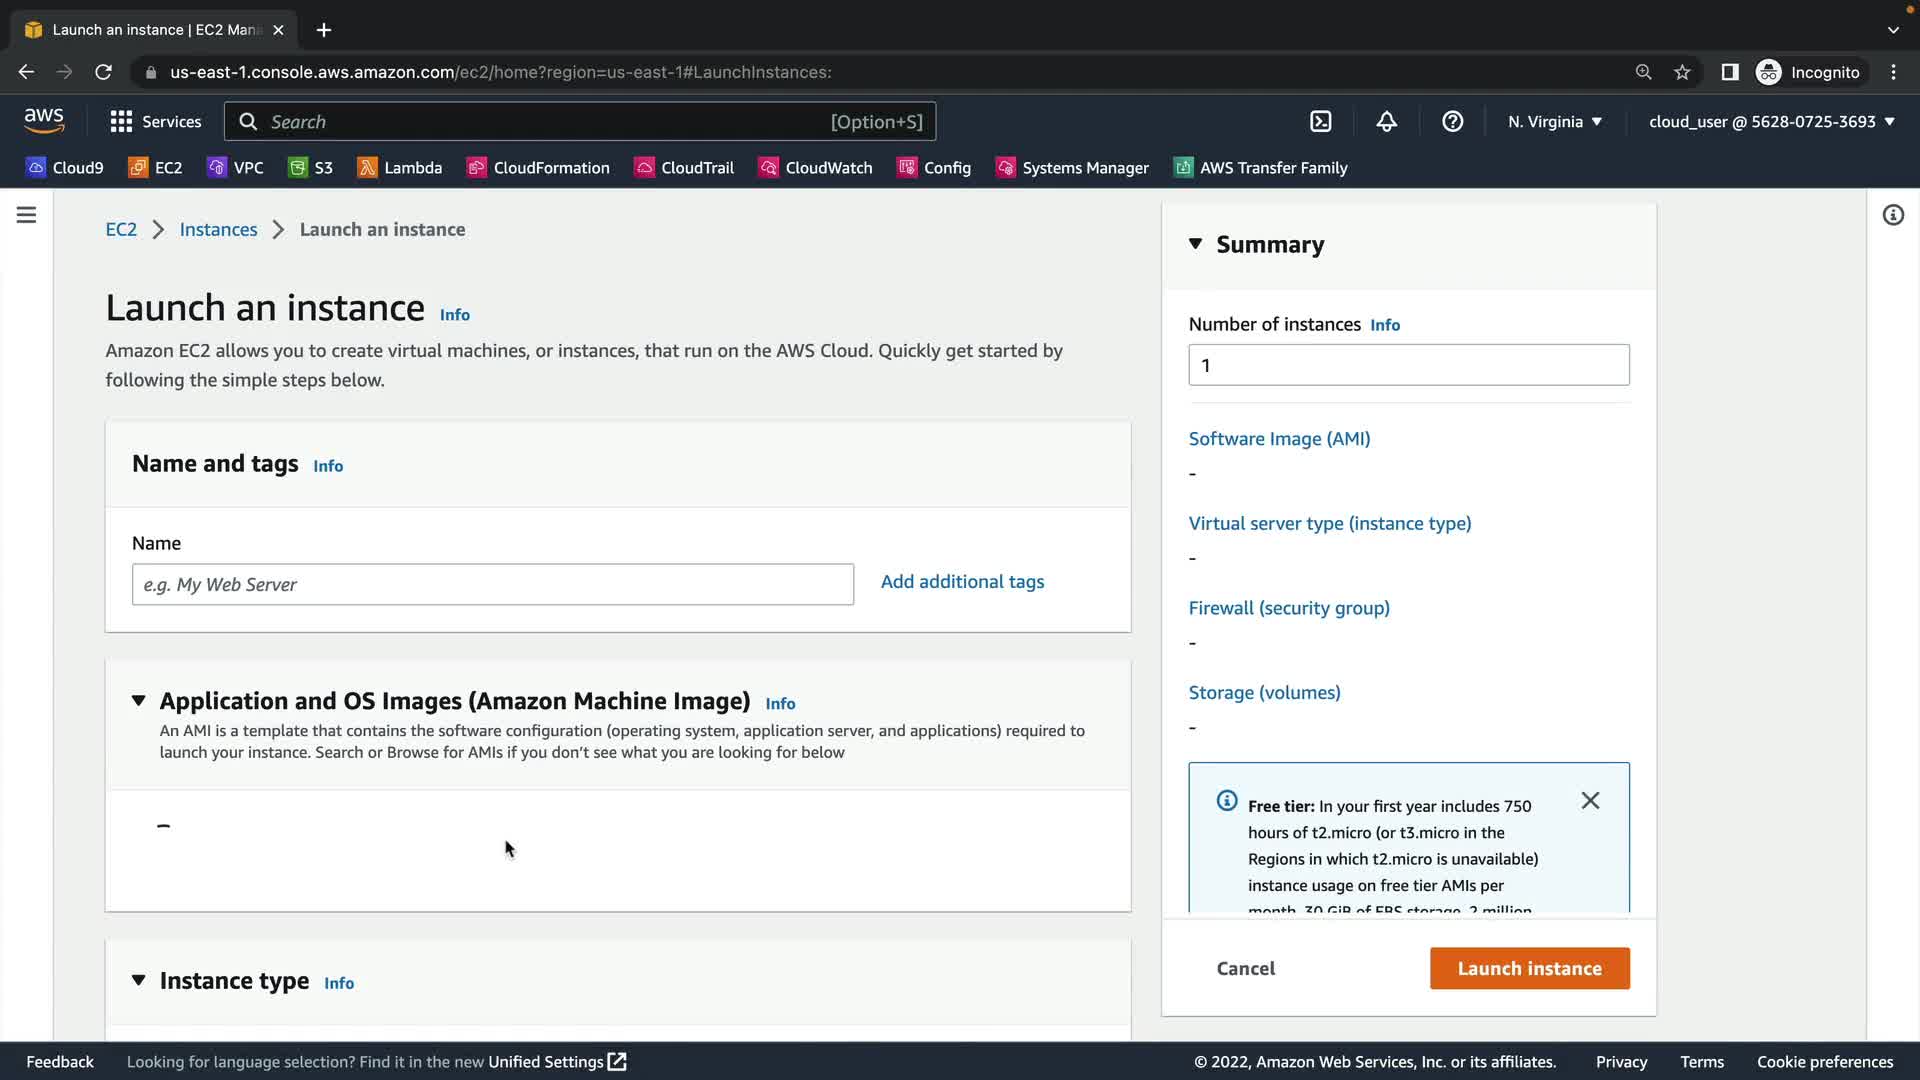 Launch an instance | EC2 Mana
us-east-1.console.aws.amazon.com/ec2/home?region=us-east-1#LaunchInstances:
Incognito
aws
Services
Search
[Option+S]
N. Virginia
cloud_user @ 5628-0725-3693
Cloud9
EC2
VPC
S3
Lambda
CloudFormation
CloudTrail
CloudWatch
Config
Systems Manager
AWS Transfer Family
EC2
Instances
Launch an instance
Launch an instance Info
Amazon EC2 allows you to create virtual machines, or instances, that run on the AWS Cloud. Quickly get started by
following the simple steps below.
Name and tags Info
Name
e.g. My Web Server
Add additional tags
Application and OS Images (Amazon Machine Image) Info
An AMI is a template that contains the software configuration (operating system, application server, and applications) required to
launch your instance. Search or Browse for AMIs if you don’t see what you are looking for below
Instance type Info
Summary
Number of instances Info
1
Software Image (AMI)
-
Virtual server type (instance type)
-
Firewall (security group)
-
Storage (volumes)
-
Free tier: In your first year includes 750
hours of t2.micro (or t3.micro in the
Regions in which t2.micro is unavailable)
instance usage on free tier AMIs per
month, 30 GiB of EBS storage, 2 million
Cancel
Launch instance
Feedback
Looking for language selection? Find it in the new Unified Settings
© 2022, Amazon Web Services, Inc. or its affiliates.
Privacy
Terms
Cookie preferences